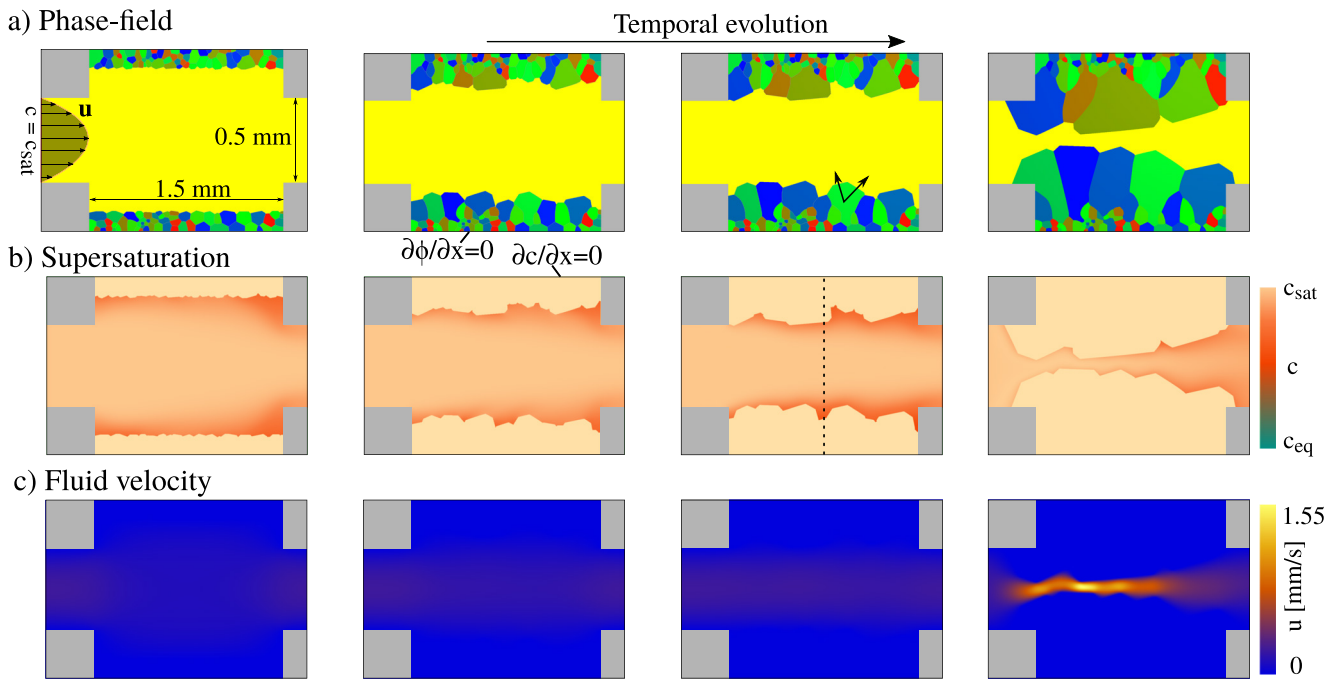 a) Phase-field
Temporal evolution
c = c_sat
u
0.5 mm
1.5 mm
∂ϕ/∂x=0
∂c/∂x=0
b) Supersaturation
c_sat
c
c_eq
c) Fluid velocity
1.55
u [mm/s]
0